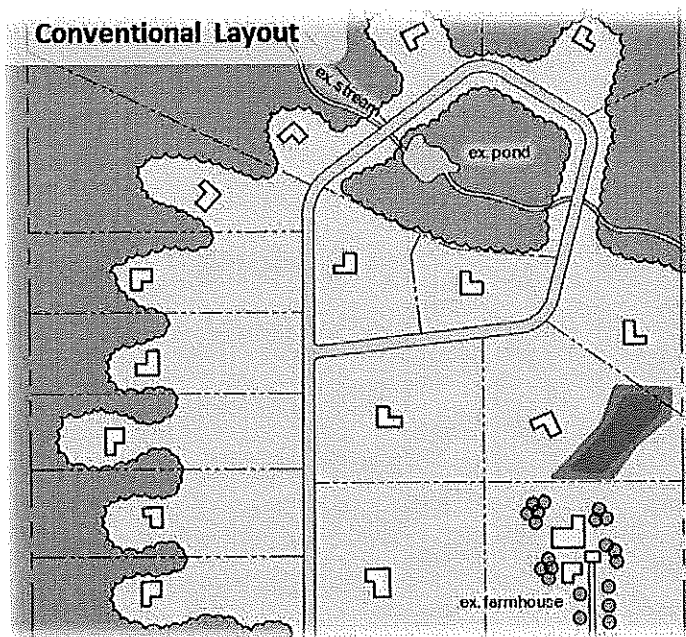 Conventional Layout
ex. stream
ex. pond
ex. farmhouse